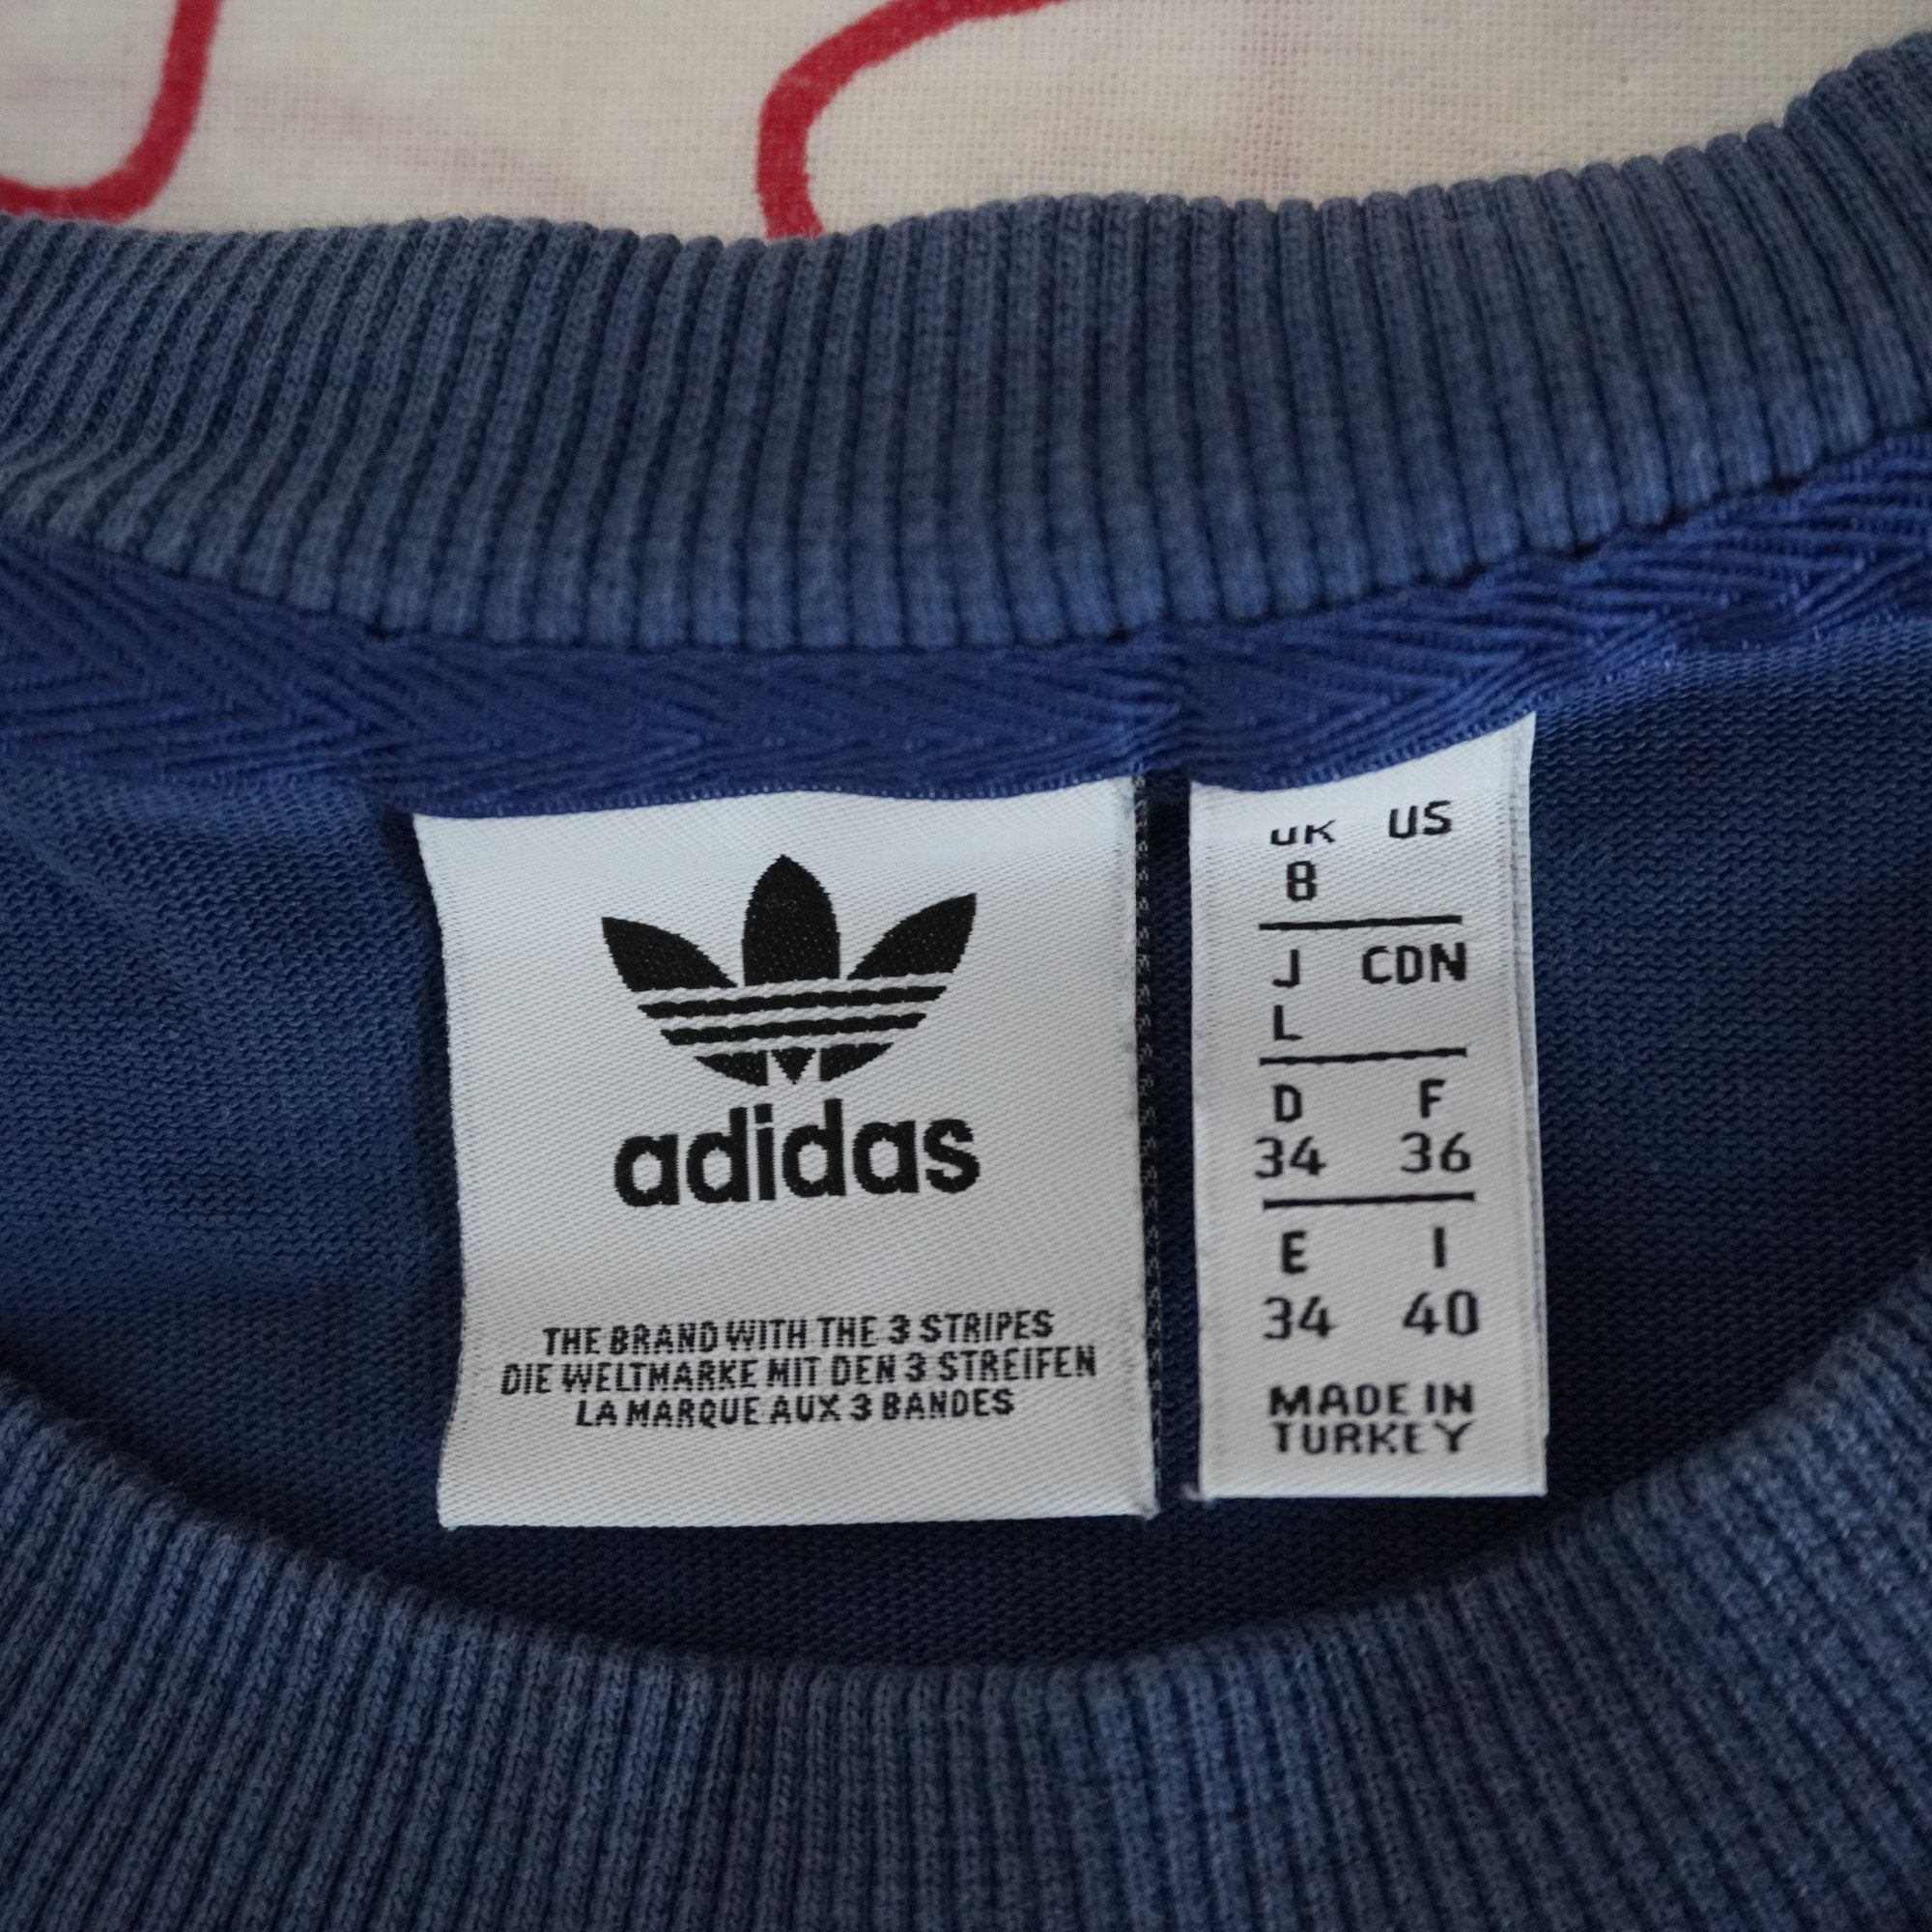 adidas
THE BRAND WITH THE 3 STRIPES
DIE WELTMARKE MIT DEN 3 STREIFEN
LA MARQUE AUX 3 BANDES
UK US
8
J CDN
L
D F
34 36
E I
34 40
MADE IN
TURKEY